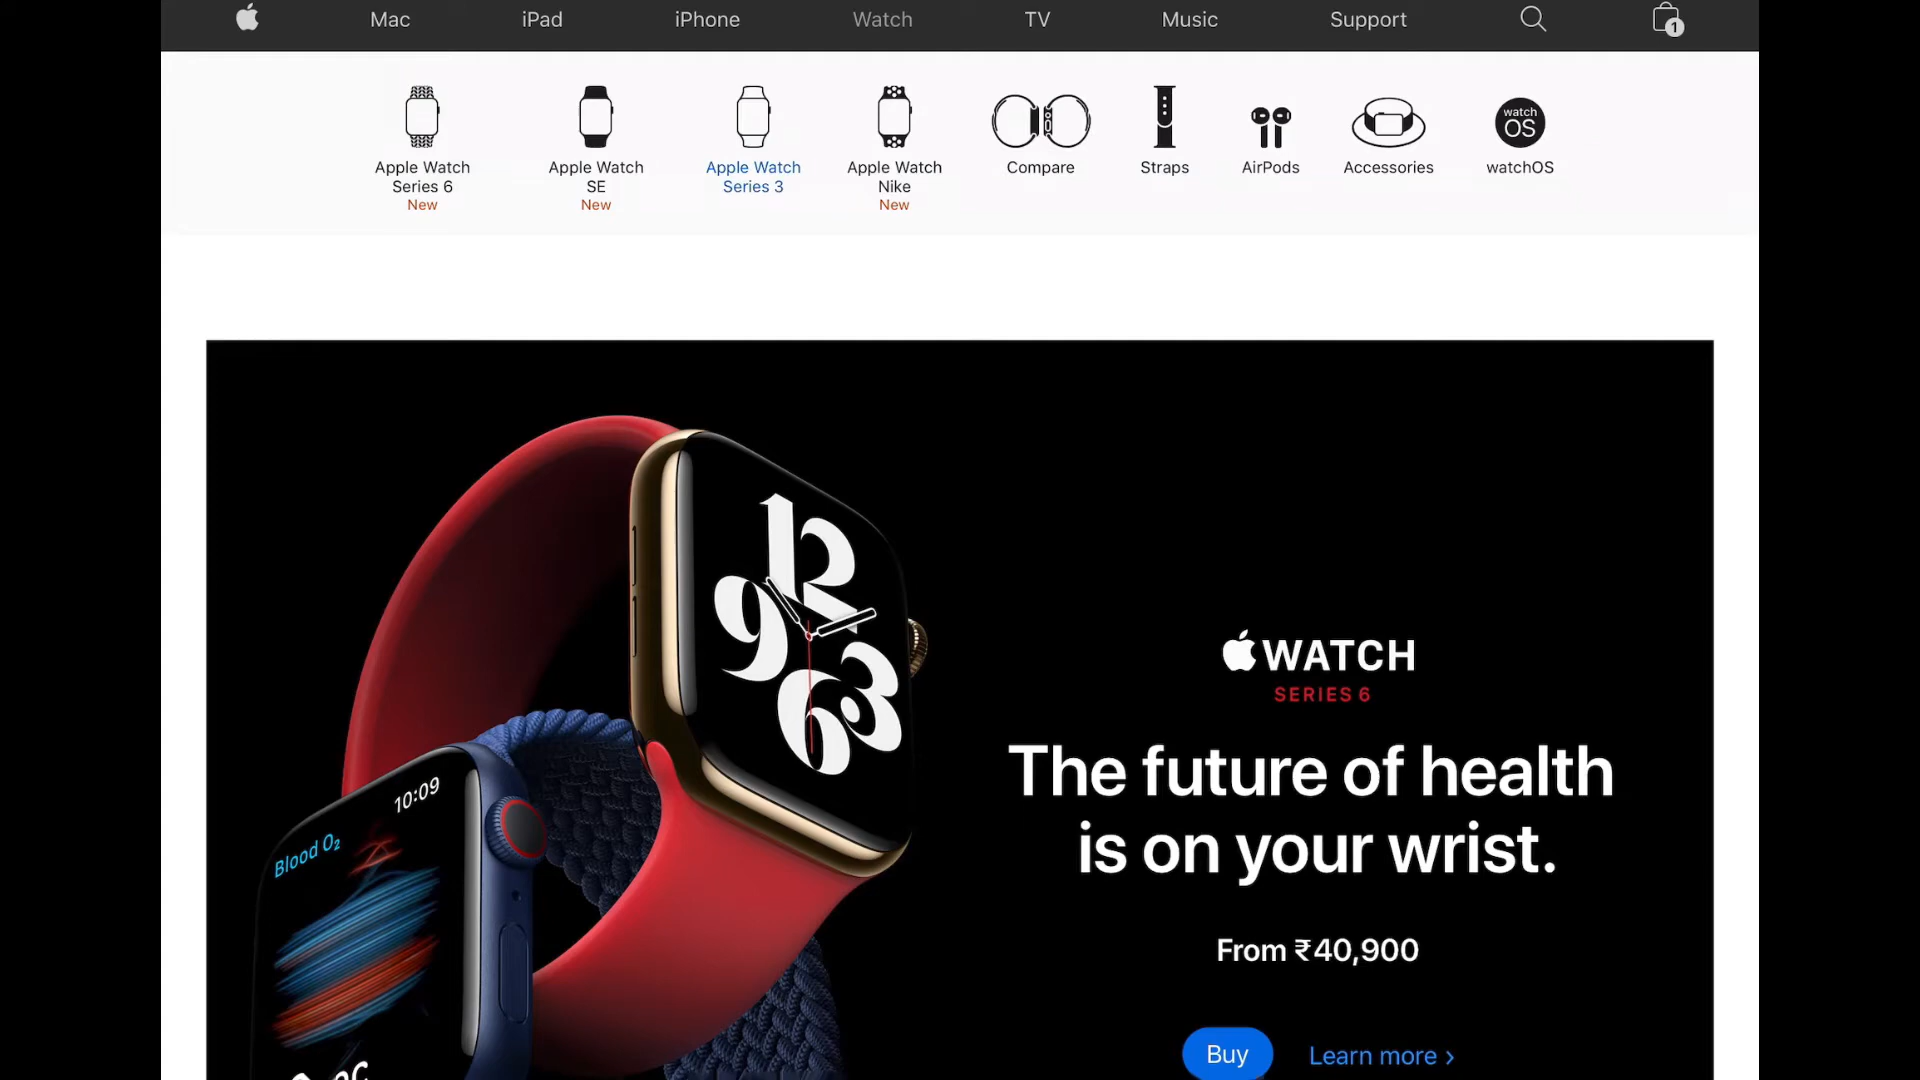 Mac iPad iPhone Watch TV Music Support 1
Apple Watch Series 6 New
Apple Watch SE New
Apple Watch Series 3
Apple Watch Nike New
Compare
Straps
AirPods
Accessories
watch OS
watchOS
12
9 3
6
10:09
Blood O₂
WATCH
SERIES 6
The future of health
is on your wrist.
From ₹40,900
Buy Learn more ›